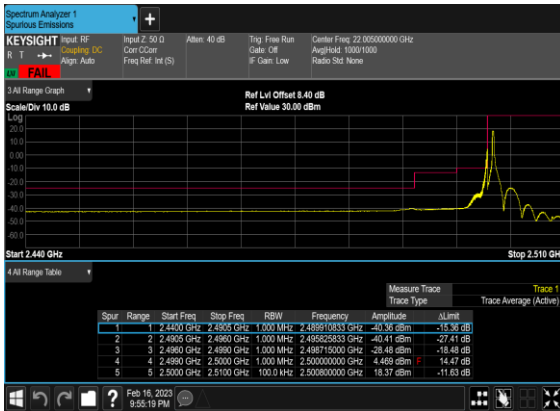 Spectrum Analyzer 1
Spurious Emissions
KEYSIGHT Input: RF Input Z: 50 Ω Atten: 40 dB Trig: Free Run Center Freq: 22.005000000 GHz
R T Coupling: DC Corr CCorr Gate: Off Avg|Hold: 1000/1000
Align: Auto Freq Ref: Int (S) IF Gain: Low Radio Std: None
FAIL
3 All Range Graph
Ref Lvl Offset 8.40 dB
Scale/Div 10.0 dB Ref Value 30.00 dBm
Log
20.0
10.0
0.00
-10.0
-20.0
-30.0
-40.0
-50.0
-60.0
Start 2.440 GHz Stop 2.510 GH
4 All Range Table
Measure Trace Trace 1
Trace Type Trace Average (Active)
Spur Range Start Freq Stop Freq RBW Frequency Amplitude ΔLimit
1 1 2.4400 GHz 2.4905 GHz 1.000 MHz 2.489910833 GHz -40.36 dBm -15.36 dB
2 2 2.4905 GHz 2.4960 GHz 1.000 MHz 2.495825833 GHz -40.41 dBm -27.41 dB
3 3 2.4960 GHz 2.4990 GHz 1.000 MHz 2.498715000 GHz -28.48 dBm -18.48 dB
4 4 2.4990 GHz 2.5000 GHz 1.000 MHz 2.500000000 GHz 4.469 dBm F 14.47 dB
5 5 2.5000 GHz 2.5100 GHz 100.0 kHz 2.500800000 GHz 18.37 dBm -11.63 dB
? Feb 16, 2023
9:55:19 PM